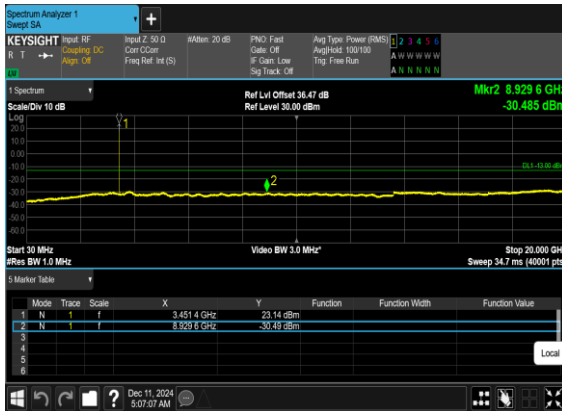 Spectrum Analyzer 1
Swept SA
+
KEYSIGHT Input: RF Input Z: 50 Ω #Atten: 20 dB PNO: Fast Avg Type: Power (RMS) 1 2 3 4 5 6
R T Coupling: DC Corr CCorr Gate: Off Avg|Hold: 100/100 A W W W W W
Align: Off Freq Ref: Int (S) IF Gain: Low Trig: Free Run
Sig Track: Off A N N N N N
1 Spectrum Mkr2 8.929 6 GHz
Scale/Div 10 dB Ref Lvl Offset 36.47 dB -30.485 dBm
Log Ref Level 30.00 dBm
1
20.0
10.0
0.00
-10.0 DL1 -13.00 dBm
-20.0 2
-30.0
-40.0
-50.0
-60.0
Start 30 MHz Video BW 3.0 MHz* Stop 20.000 GHz
#Res BW 1.0 MHz Sweep 34.7 ms (40001 pts)
5 Marker Table
Mode Trace Scale X Y Function Function Width Function Value
1 N 1 f 3.451 4 GHz 23.14 dBm
2 N 1 f 8.929 6 GHz -30.49 dBm
3
4
5
6
Local
? Dec 11, 2024
5:07:07 AM